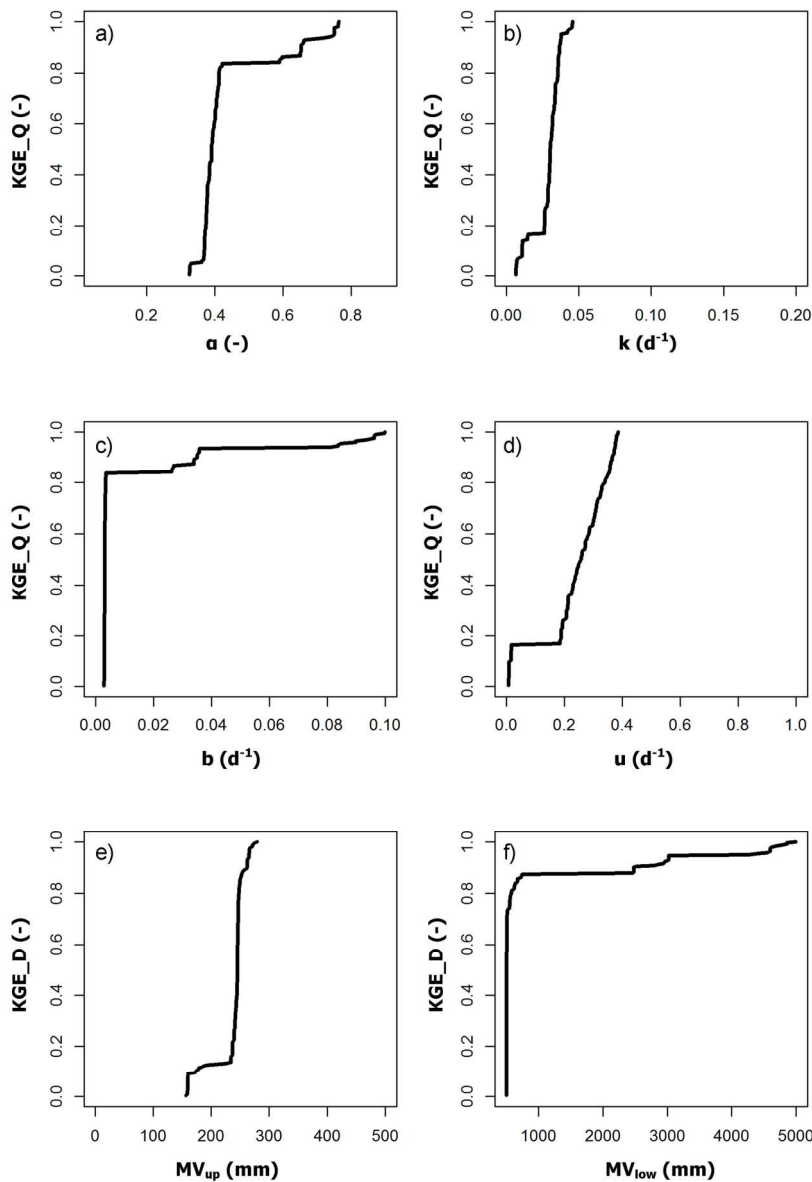 a)
KGE_Q (-)
0.0 0.2 0.4 0.6 0.8 1.0
0.2 0.4 0.6 0.8
α (-)
b)
KGE_Q (-)
0.0 0.2 0.4 0.6 0.8 1.0
0.00 0.05 0.10 0.15 0.20
k (d⁻¹)
c)
KGE_Q (-)
0.0 0.2 0.4 0.6 0.8 1.0
0.00 0.02 0.04 0.06 0.08 0.10
b (d⁻¹)
d)
KGE_Q (-)
0.0 0.2 0.4 0.6 0.8 1.0
0.0 0.2 0.4 0.6 0.8 1.0
u (d⁻¹)
e)
KGE_D (-)
0.0 0.2 0.4 0.6 0.8 1.0
0 100 200 300 400 500
MVup (mm)
f)
KGE_D (-)
0.0 0.2 0.4 0.6 0.8 1.0
1000 2000 3000 4000 5000
MVlow (mm)